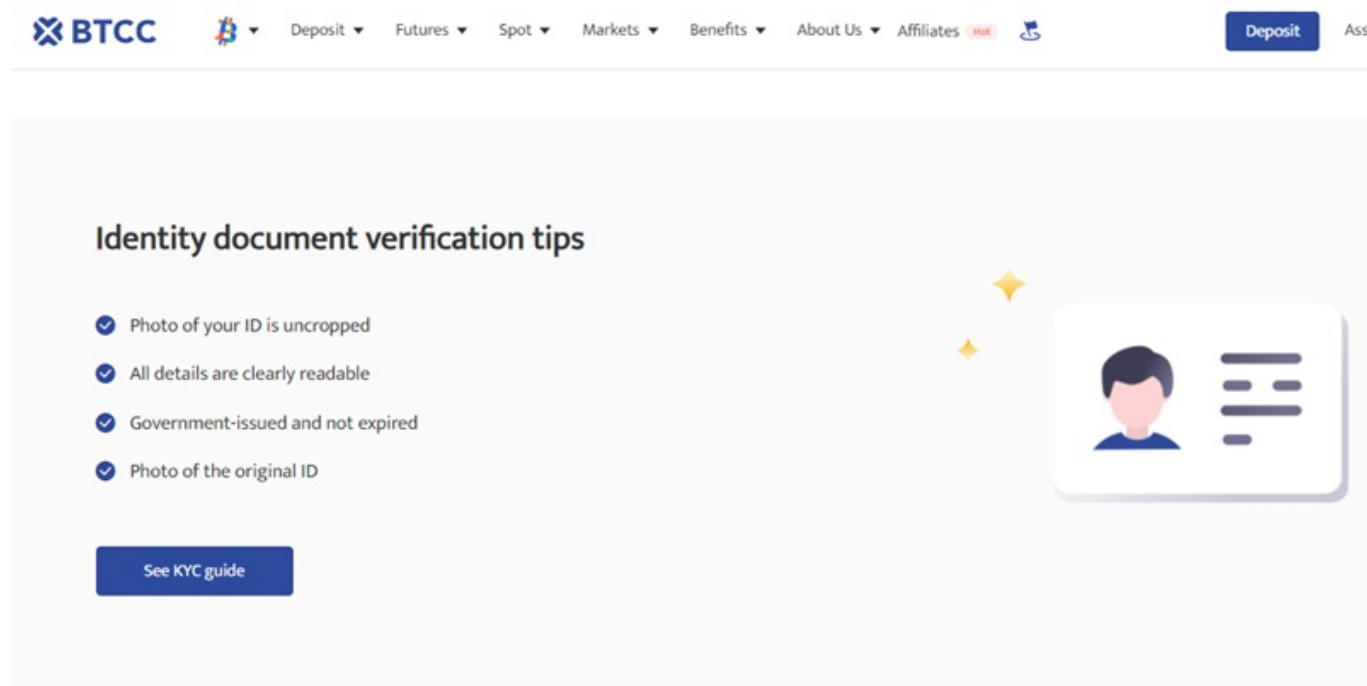 BTCC Deposit Futures Spot Markets Benefits About Us Affiliates Hot Deposit Ass
Identity document verification tips
Photo of your ID is uncropped
All details are clearly readable
Government-issued and not expired
Photo of the original ID
See KYC guide